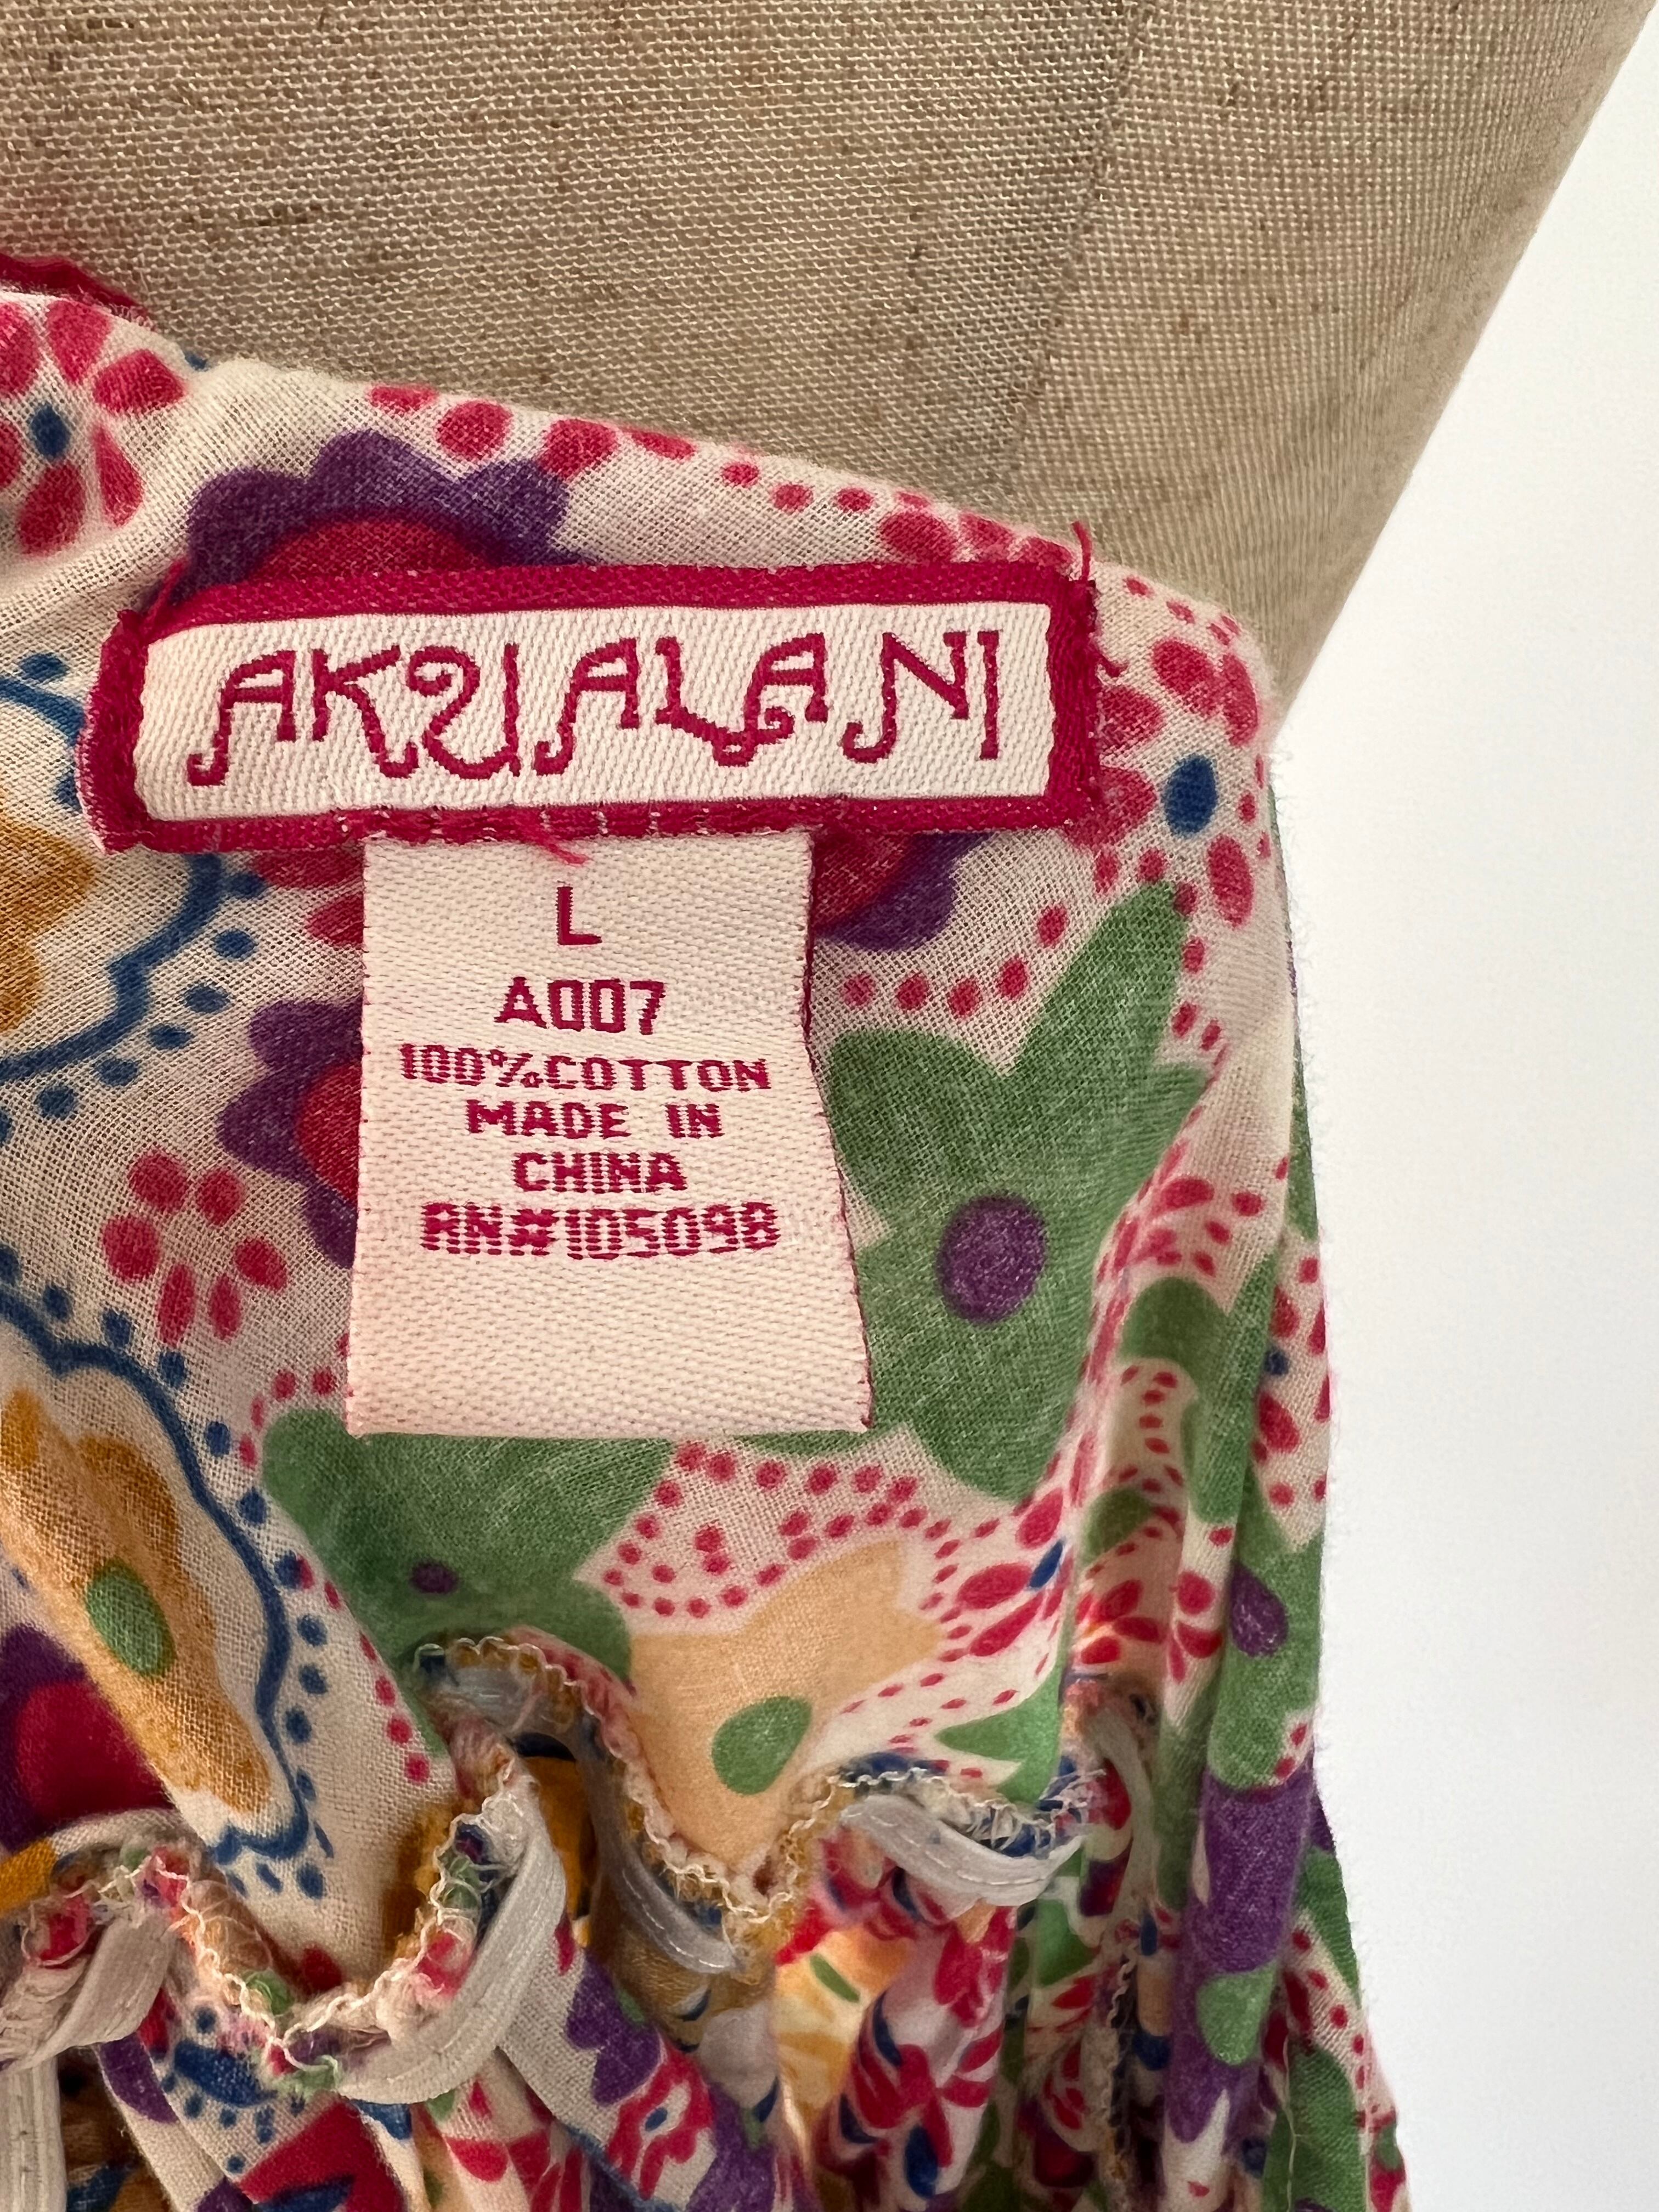 AKUALANI
L
A007
100%COTTON
MADE IN
CHINA
RN#105098